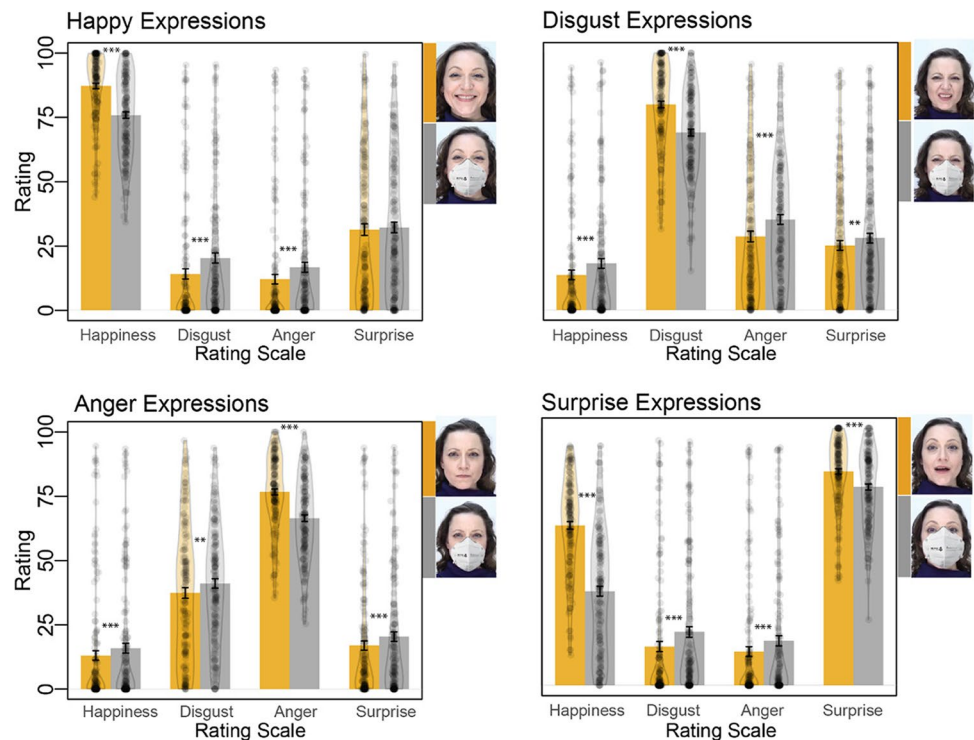 Happy Expressions
Disgust Expressions
100
75
50
25
0
Rating
***
***
***
***
***
***
**
Happiness Disgust Anger Surprise
Rating Scale
Happiness Disgust Anger Surprise
Rating Scale
Anger Expressions
Surprise Expressions
100
75
50
25
0
Rating
***
**
***
***
***
***
***
***
Happiness Disgust Anger Surprise
Rating Scale
Happiness Disgust Anger Surprise
Rating Scale